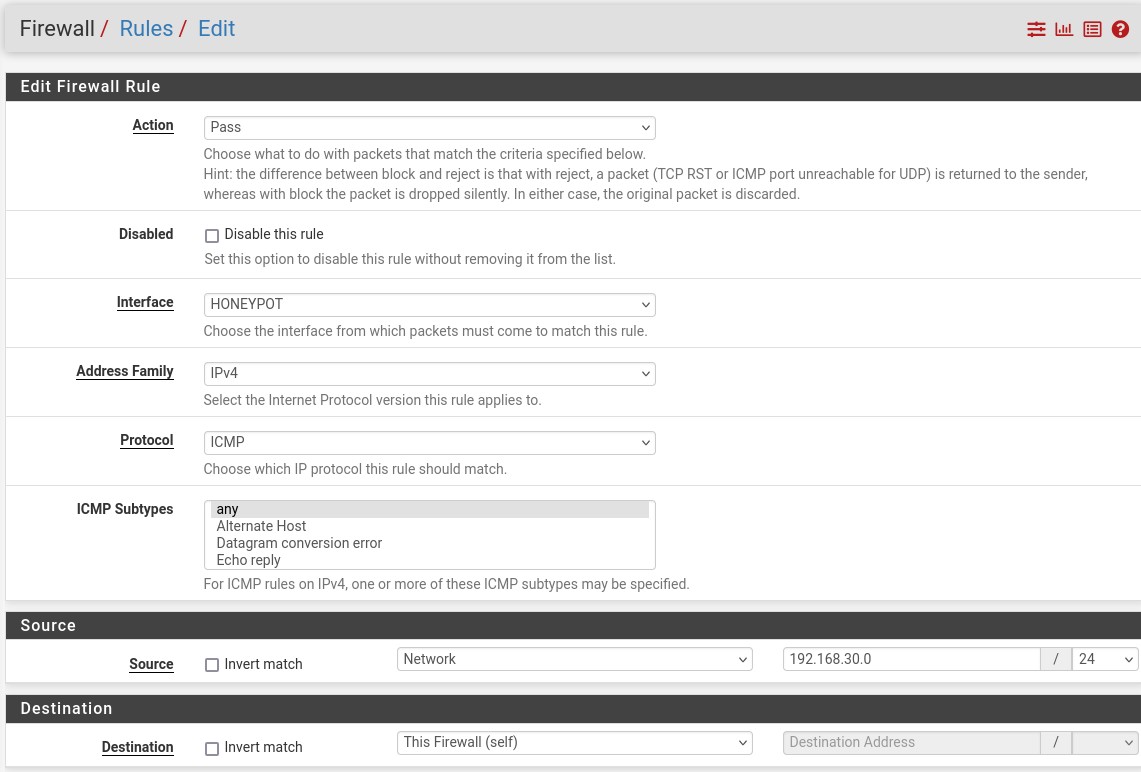 Firewall / Rules / Edit
Edit Firewall Rule
Action
Pass
Choose what to do with packets that match the criteria specified below.
Hint: the difference between block and reject is that with reject, a packet (TCP RST or ICMP port unreachable for UDP) is returned to the sender,
whereas with block the packet is dropped silently. In either case, the original packet is discarded.
Disabled
Disable this rule
Set this option to disable this rule without removing it from the list.
Interface
HONEYPOT
Choose the interface from which packets must come to match this rule.
Address Family
IPv4
Select the Internet Protocol version this rule applies to.
Protocol
ICMP
Choose which IP protocol this rule should match.
ICMP Subtypes
any
Alternate Host
Datagram conversion error
Echo reply
For ICMP rules on IPv4, one or more of these ICMP subtypes may be specified.
Source
Source Invert match Network 192.168.30.0 / 24
Destination
Destination Invert match This Firewall (self) Destination Address /